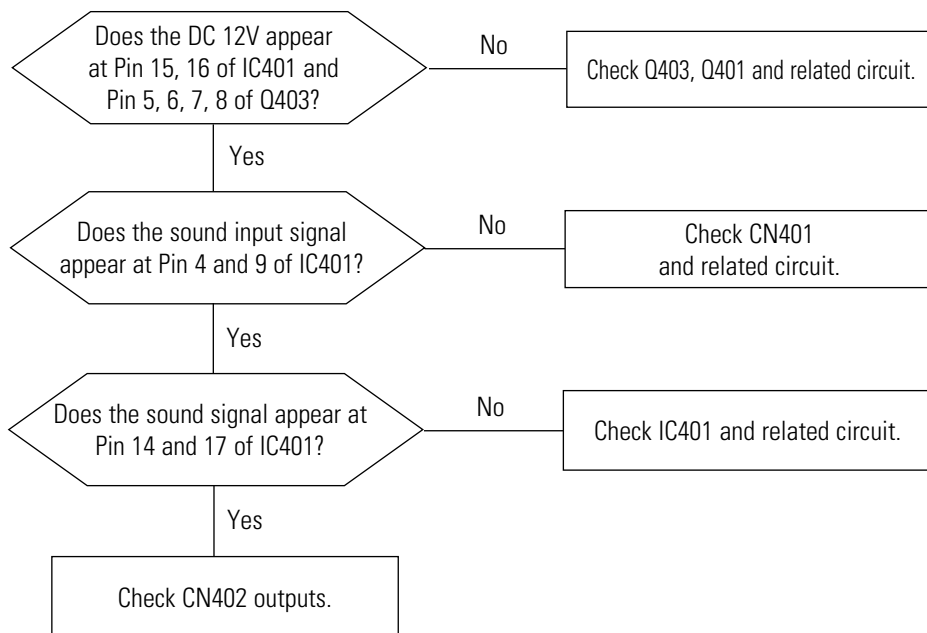 Does the DC 12V appear
at Pin 15, 16 of IC401 and
Pin 5, 6, 7, 8 of Q403?
No
Check Q403, Q401 and related circuit.
Yes
Does the sound input signal
appear at Pin 4 and 9 of IC401?
No
Check CN401
and related circuit.
Yes
Does the sound signal appear at
Pin 14 and 17 of IC401?
No
Check IC401 and related circuit.
Yes
Check CN402 outputs.